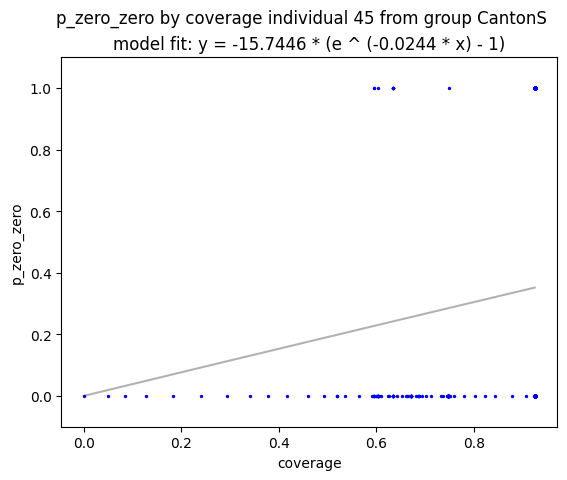 p_zero_zero by coverage individual 45 from group CantonS
model fit: y = -15.7446 * (e ^ (-0.0244 * x) - 1)
1.0
0.8
0.6
0.4
0.2
0.0
p_zero_zero
0.0 0.2 0.4 0.6 0.8
coverage